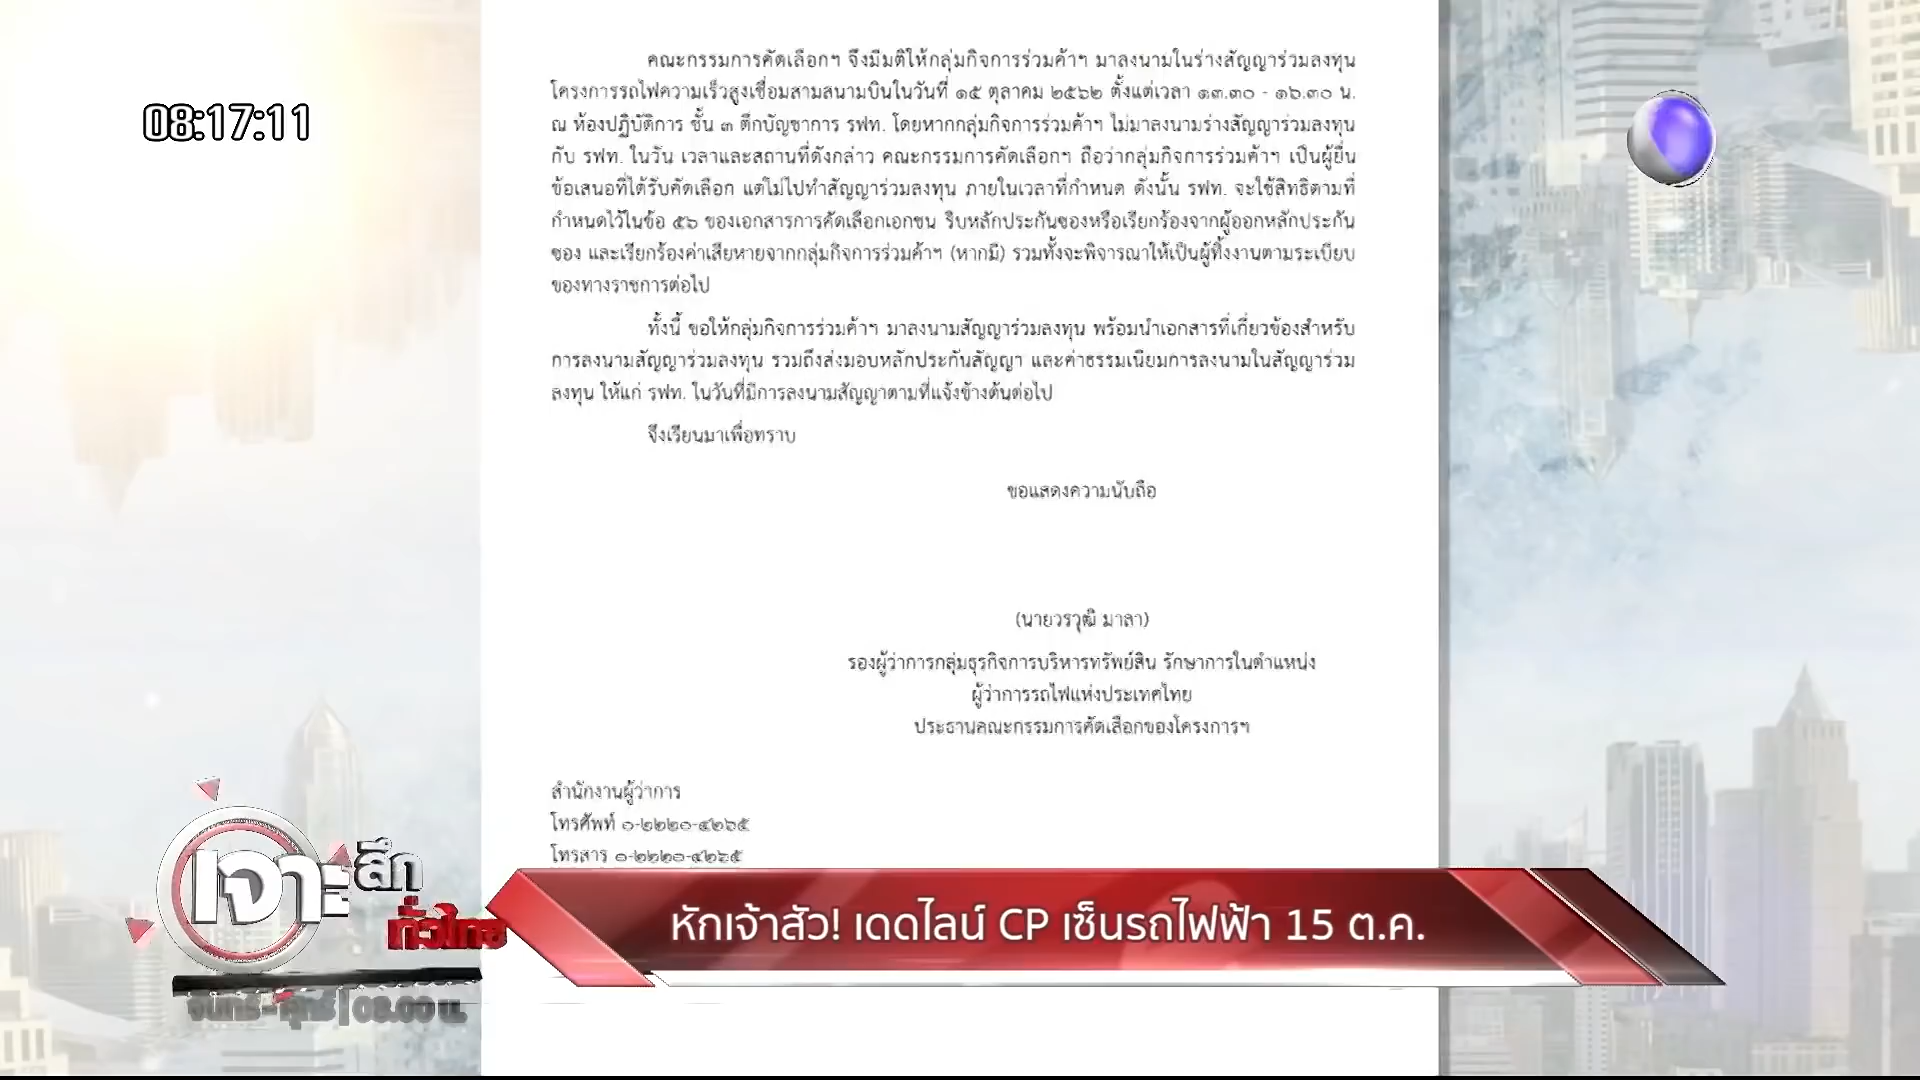 คณะกรรมการคัดเลือกฯ จึงมีมติให้กลุ่มกิจการร่วมค้าฯ มาลงนามในร่างสัญญาร่วมลงทุน
โครงการรถไฟความเร็วสูงเชื่อมสามสนามบินในวันที่ ๑๕ ตุลาคม ๒๕๖๒ ตั้งแต่เวลา ๑๓.๓๐ - ๑๖.๓๐ น.
08:17:11
ณ ห้องปฏิบัติการ ชั้น ๓ ตึกบัญชาการ รฟท. โดยหากกลุ่มกิจการร่วมค้าฯ ไม่มาลงนามร่างสัญญาร่วมลงทุน
กับ รฟท. ในวัน เวลาและสถานที่ดังกล่าว คณะกรรมการคัดเลือกฯ ถือว่ากลุ่มกิจการร่วมค้าฯ เป็นผู้ยื่น
ข้อเสนอที่ได้รับคัดเลือก แต่ไม่ไปทำสัญญาร่วมลงทุน ภายในเวลาที่กำหนด ดังนั้น รฟท. จะใช้สิทธิตามที่
กำหนดไว้ในข้อ ๕๖ ของเอกสารการคัดเลือกเอกชน ริบหลักประกันซองหรือเรียกร้องจากผู้ออกหลักประกัน
ซอง และเรียกร้องค่าเสียหายจากกลุ่มกิจการร่วมค้าฯ (หากมี) รวมทั้งจะพิจารณาให้เป็นผู้ทิ้งงานตามระเบียบ
ของทางราชการต่อไป
ทั้งนี้ ขอให้กลุ่มกิจการร่วมค้าฯ มาลงนามสัญญาร่วมลงทุน พร้อมนำเอกสารที่เกี่ยวข้องสำหรับ
การลงนามสัญญาร่วมลงทุน รวมถึงส่งมอบหลักประกันสัญญา และค่าธรรมเนียมการลงนามในสัญญาร่วม
ลงทุน ให้แก่ รฟท. ในวันที่มีการลงนามสัญญาตามที่แจ้งข้างต้นต่อไป
จึงเรียนมาเพื่อทราบ
ขอแสดงความนับถือ
(นายวรวุฒิ มาลา)
รองผู้ว่าการกลุ่มธุรกิจการบริหารทรัพย์สิน รักษาการในตำแหน่ง
ผู้ว่าการรถไฟแห่งประเทศไทย
ประธานคณะกรรมการคัดเลือกของโครงการฯ
สำนักงานผู้ว่าการ
โทรศัพท์ ๐-๒๒๒๐-๔๒๖๕
โทรสาร ๐-๒๒๒๐-๔๒๖๕
เจาะ
ลึก
ทั่วไทย
หักเจ้าสัว! เดดไลน์ CP เซ็นรถไฟฟ้า 15 ต.ค.
จันทร์-ศุกร์ | 08.00 น.